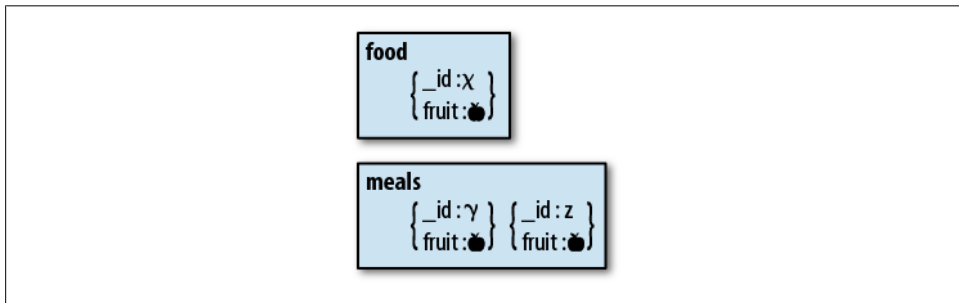 food
{ _id : χ }
{ fruit : }
meals
{ _id : γ } { _id : z }
{ fruit : } { fruit : }